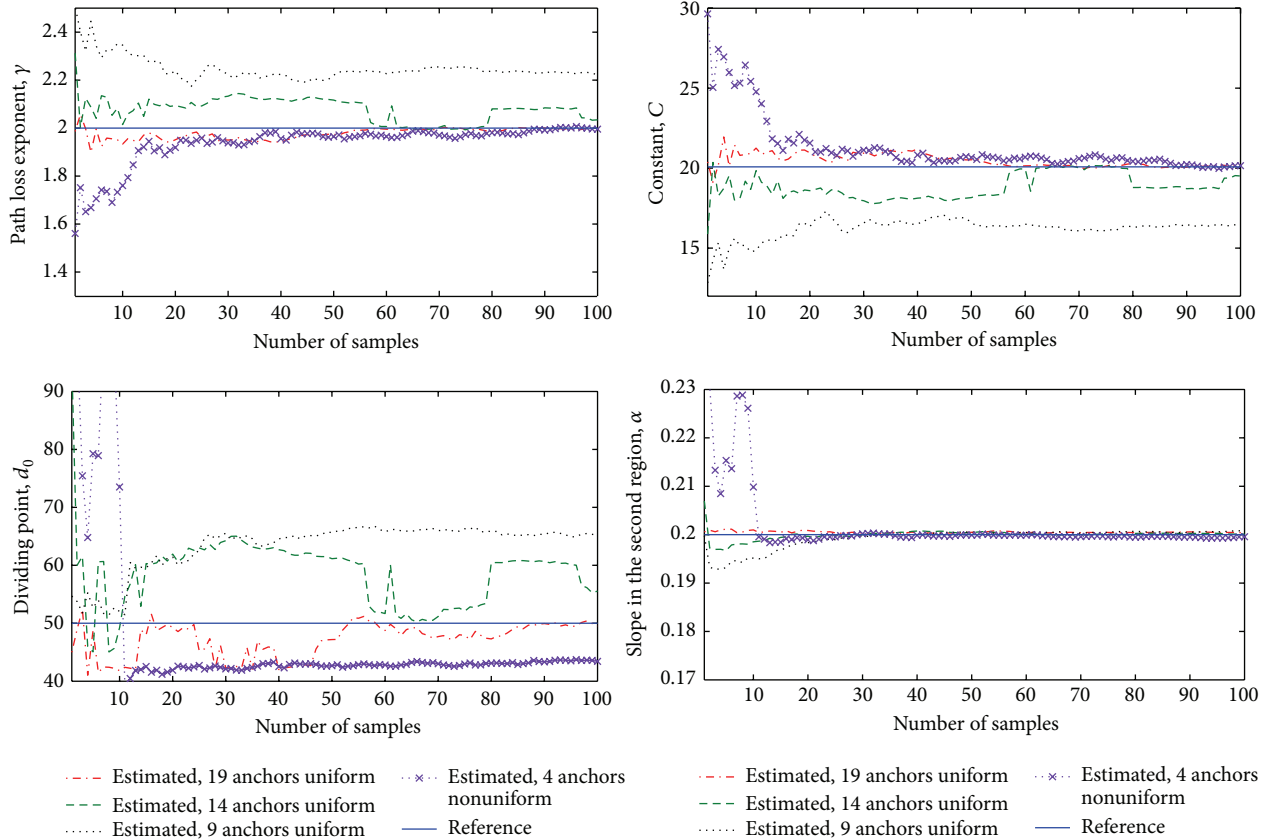 Path loss exponent, γ
2.4
2.2
2
1.8
1.6
1.4
10 20 30 40 50 60 70 80 90 100
Number of samples
Constant, C
30
25
20
15
10 20 30 40 50 60 70 80 90 100
Number of samples
Dividing point, d0
90
80
70
60
50
40
10 20 30 40 50 60 70 80 90 100
Number of samples
Slope in the second region, α
0.23
0.22
0.21
0.2
0.19
0.18
0.17
10 20 30 40 50 60 70 80 90 100
Number of samples
Estimated, 19 anchors uniform
Estimated, 14 anchors uniform
Estimated, 9 anchors uniform
Estimated, 4 anchors
nonuniform
Reference
Estimated, 19 anchors uniform
Estimated, 14 anchors uniform
Estimated, 9 anchors uniform
Estimated, 4 anchors
nonuniform
Reference